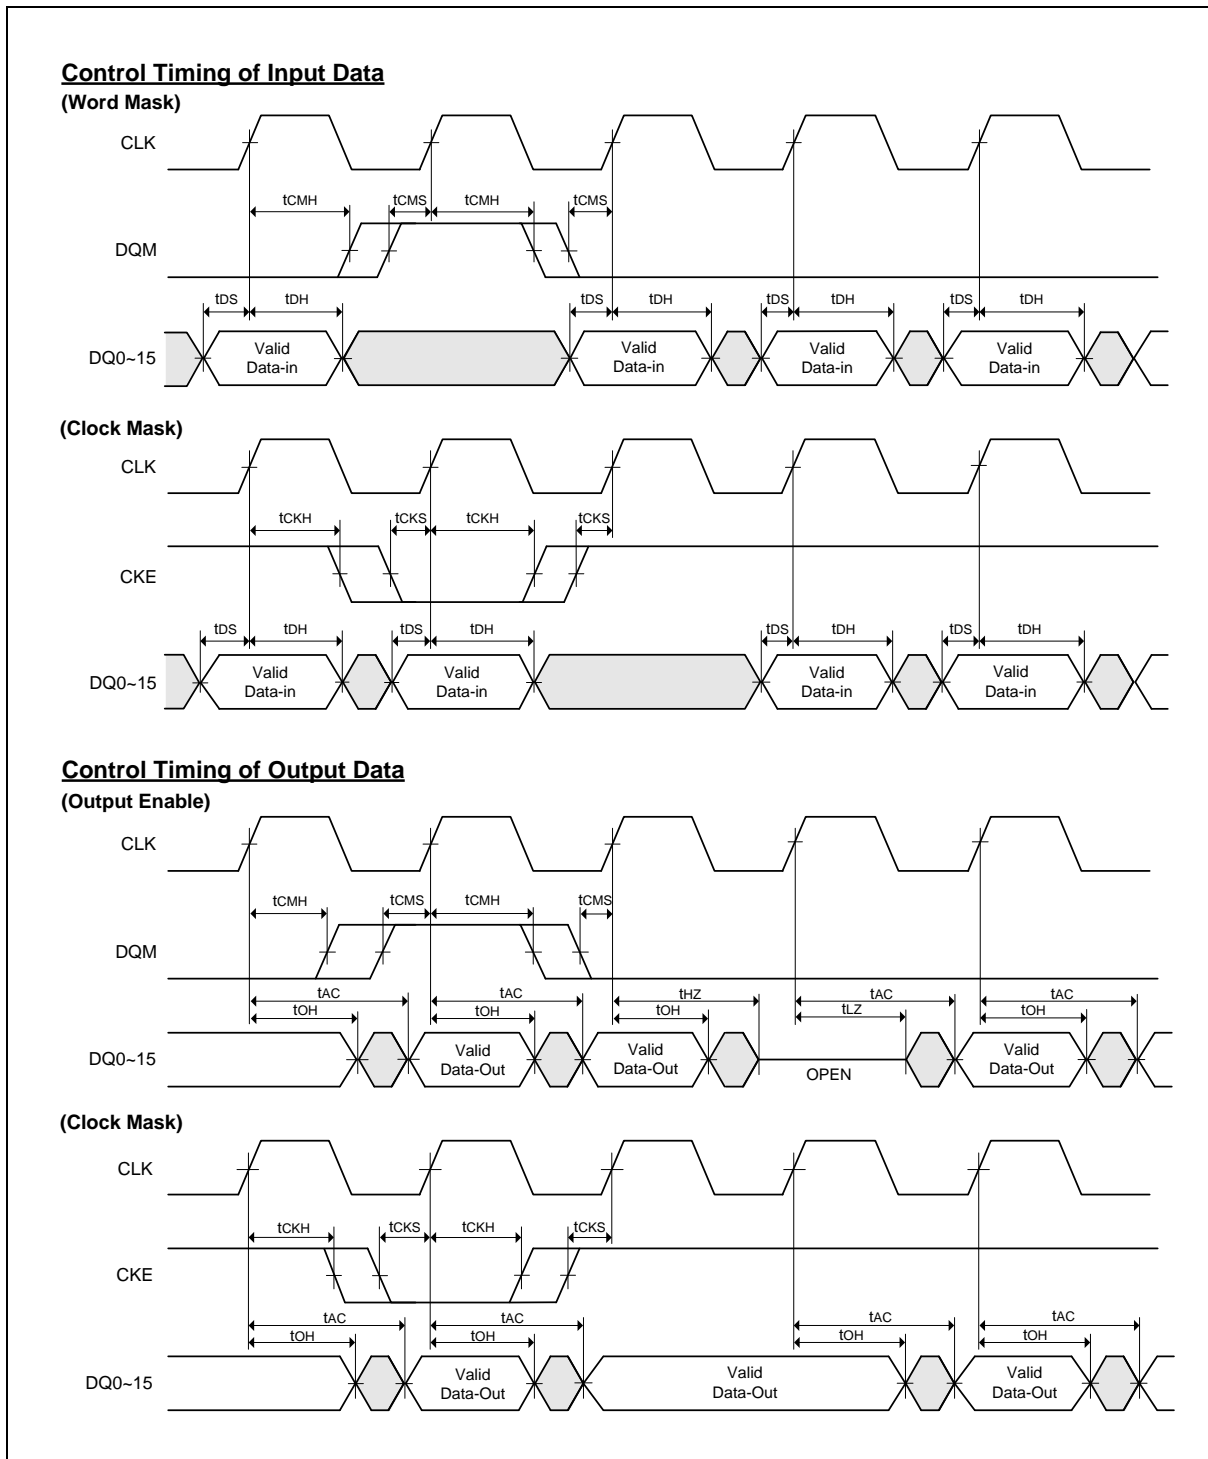 Control Timing of Input Data
(Word Mask)
CLK
tCMH tCMS tCMH tCMS
DQM
tDS tDH tDS tDH tDS tDH tDS tDH
DQ0~15
Valid Data-in Valid Data-in Valid Data-in Valid Data-in
(Clock Mask)
CLK
tCKH tCKS tCKH tCKS
CKE
tDS tDH tDS tDH tDS tDH tDS tDH
DQ0~15
Valid Data-in Valid Data-in Valid Data-in Valid Data-in
Control Timing of Output Data
(Output Enable)
CLK
tCMH tCMS tCMH tCMS
DQM
tAC tAC tHZ tAC tAC
tOH tOH tOH tLZ tOH
DQ0~15
Valid Data-Out Valid Data-Out OPEN Valid Data-Out
(Clock Mask)
CLK
tCKH tCKS tCKH tCKS
CKE
tAC tAC tAC tAC
tOH tOH tOH tOH
DQ0~15
Valid Data-Out Valid Data-Out Valid Data-Out